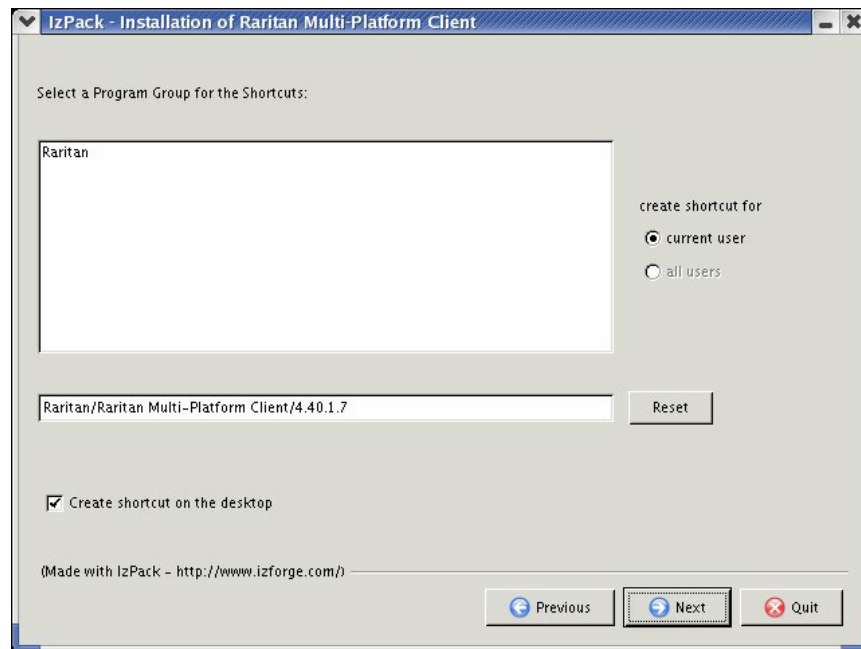 IzPack - Installation of Raritan Multi-Platform Client
Select a Program Group for the Shortcuts:
Raritan
create shortcut for
current user
all users
Raritan/Raritan Multi-Platform Client/4.40.1.7
Reset
Create shortcut on the desktop
(Made with IzPack - http://www.izforge.com/)
Previous
Next
Quit